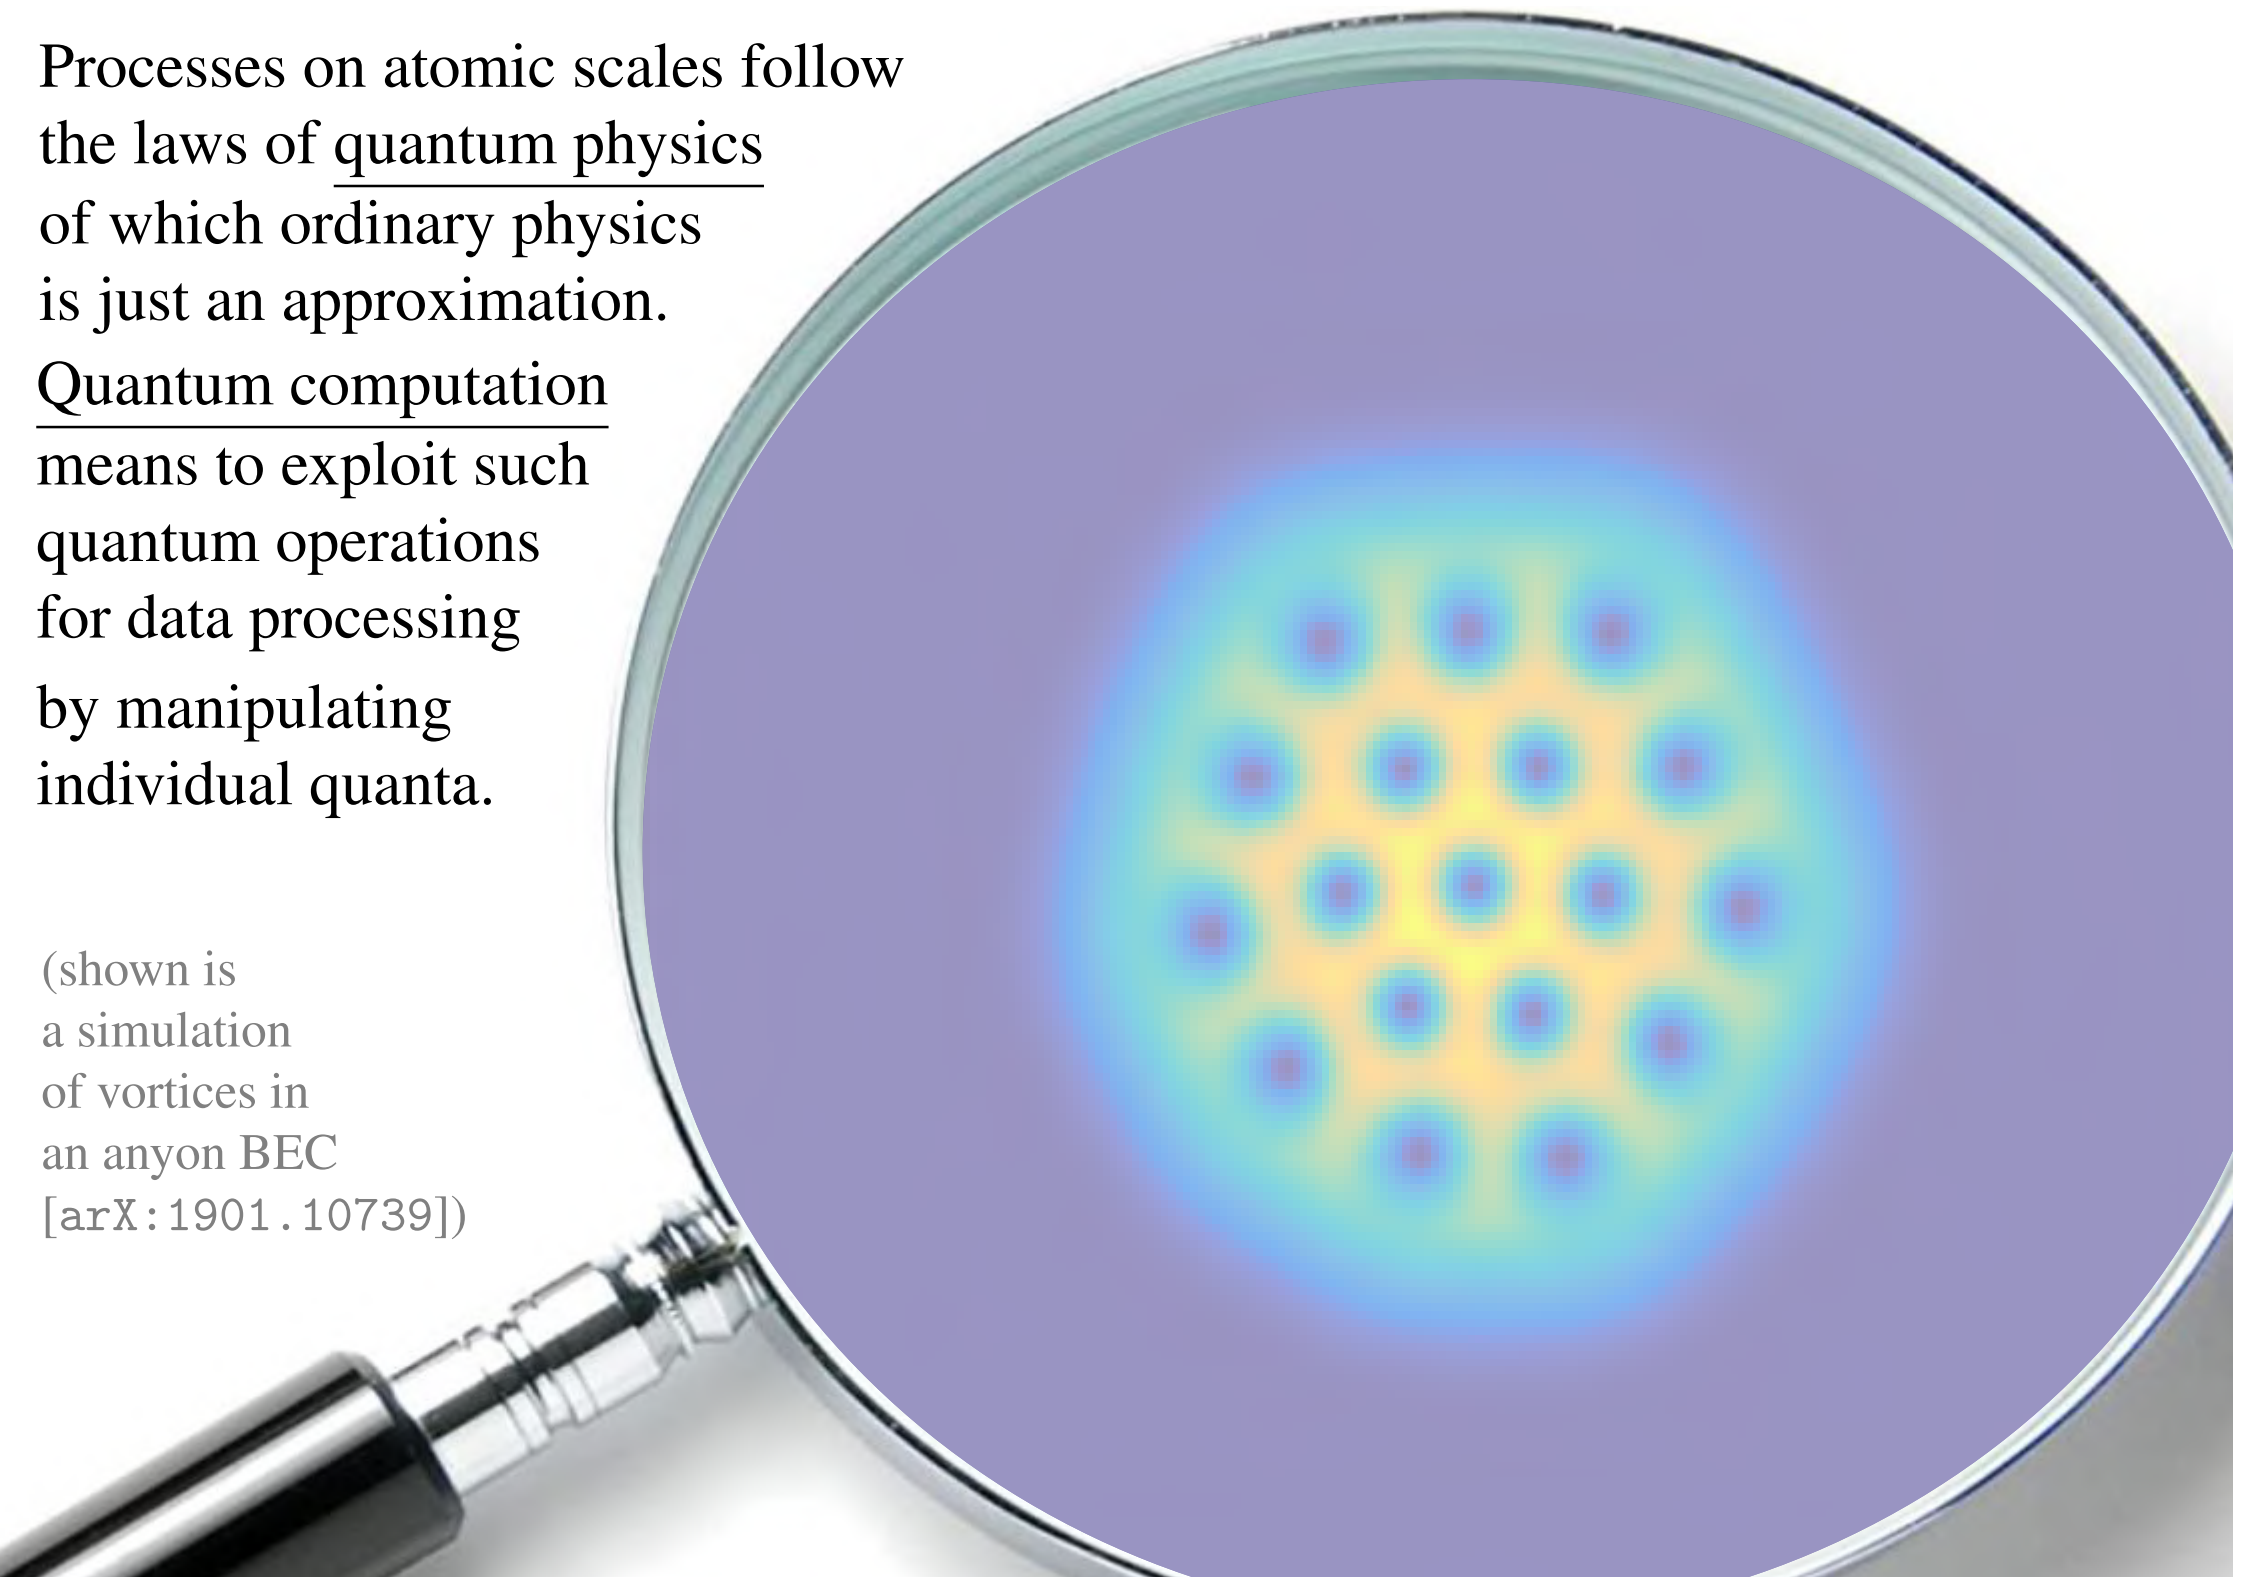 Processes on atomic scales follow
the laws of quantum physics
of which ordinary physics
is just an approximation.
Quantum computation
means to exploit such
quantum operations
for data processing
by manipulating
individual quanta.
(shown is
a simulation
of vortices in
an anyon BEC
[arX:1901.10739])